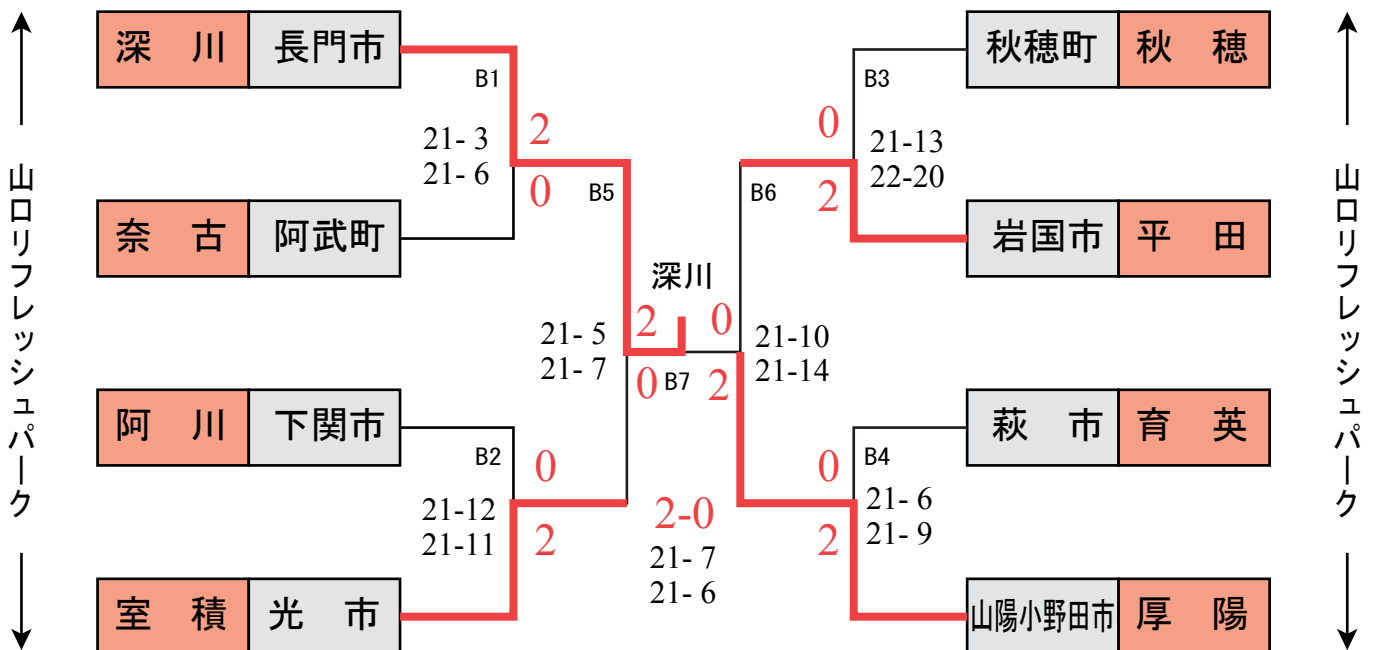 深川 長門市
B1
2
21- 3
21- 6
0
B5
奈古 阿武町
阿川 下関市
B2
0
21-12
21-11
2
室積 光市
山口リフレッシュパーク
深川
21- 5
21- 7
2
0
B7
0
2
21-10
21-14
2-0
21- 7
21- 6
秋穂町 秋穂
B3
0
21-13
22-20
2
B6
岩国市 平田
萩市 育英
B4
0
21- 6
21- 9
2
山陽小野田市 厚陽
山口リフレッシュパーク